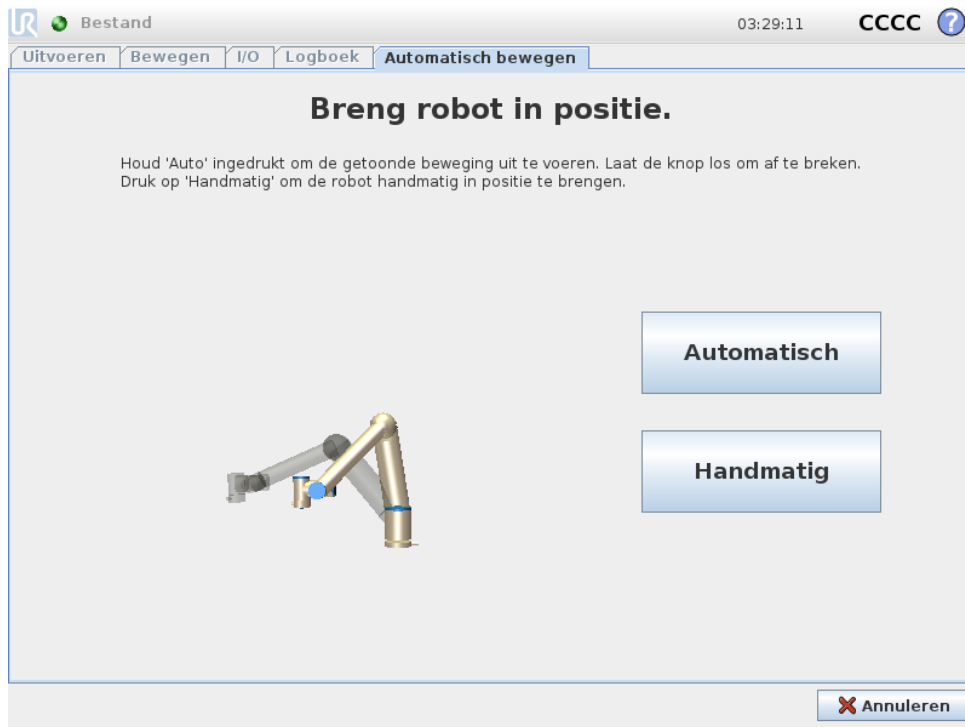 UR Bestand 03:29:11 CCCC ?
Uitvoeren Bewegen I/O Logboek Automatisch bewegen
Breng robot in positie.
Houd 'Auto' ingedrukt om de getoonde beweging uit te voeren. Laat de knop los om af te breken.
Druk op 'Handmatig' om de robot handmatig in positie te brengen.
Automatisch
Handmatig
Annuleren